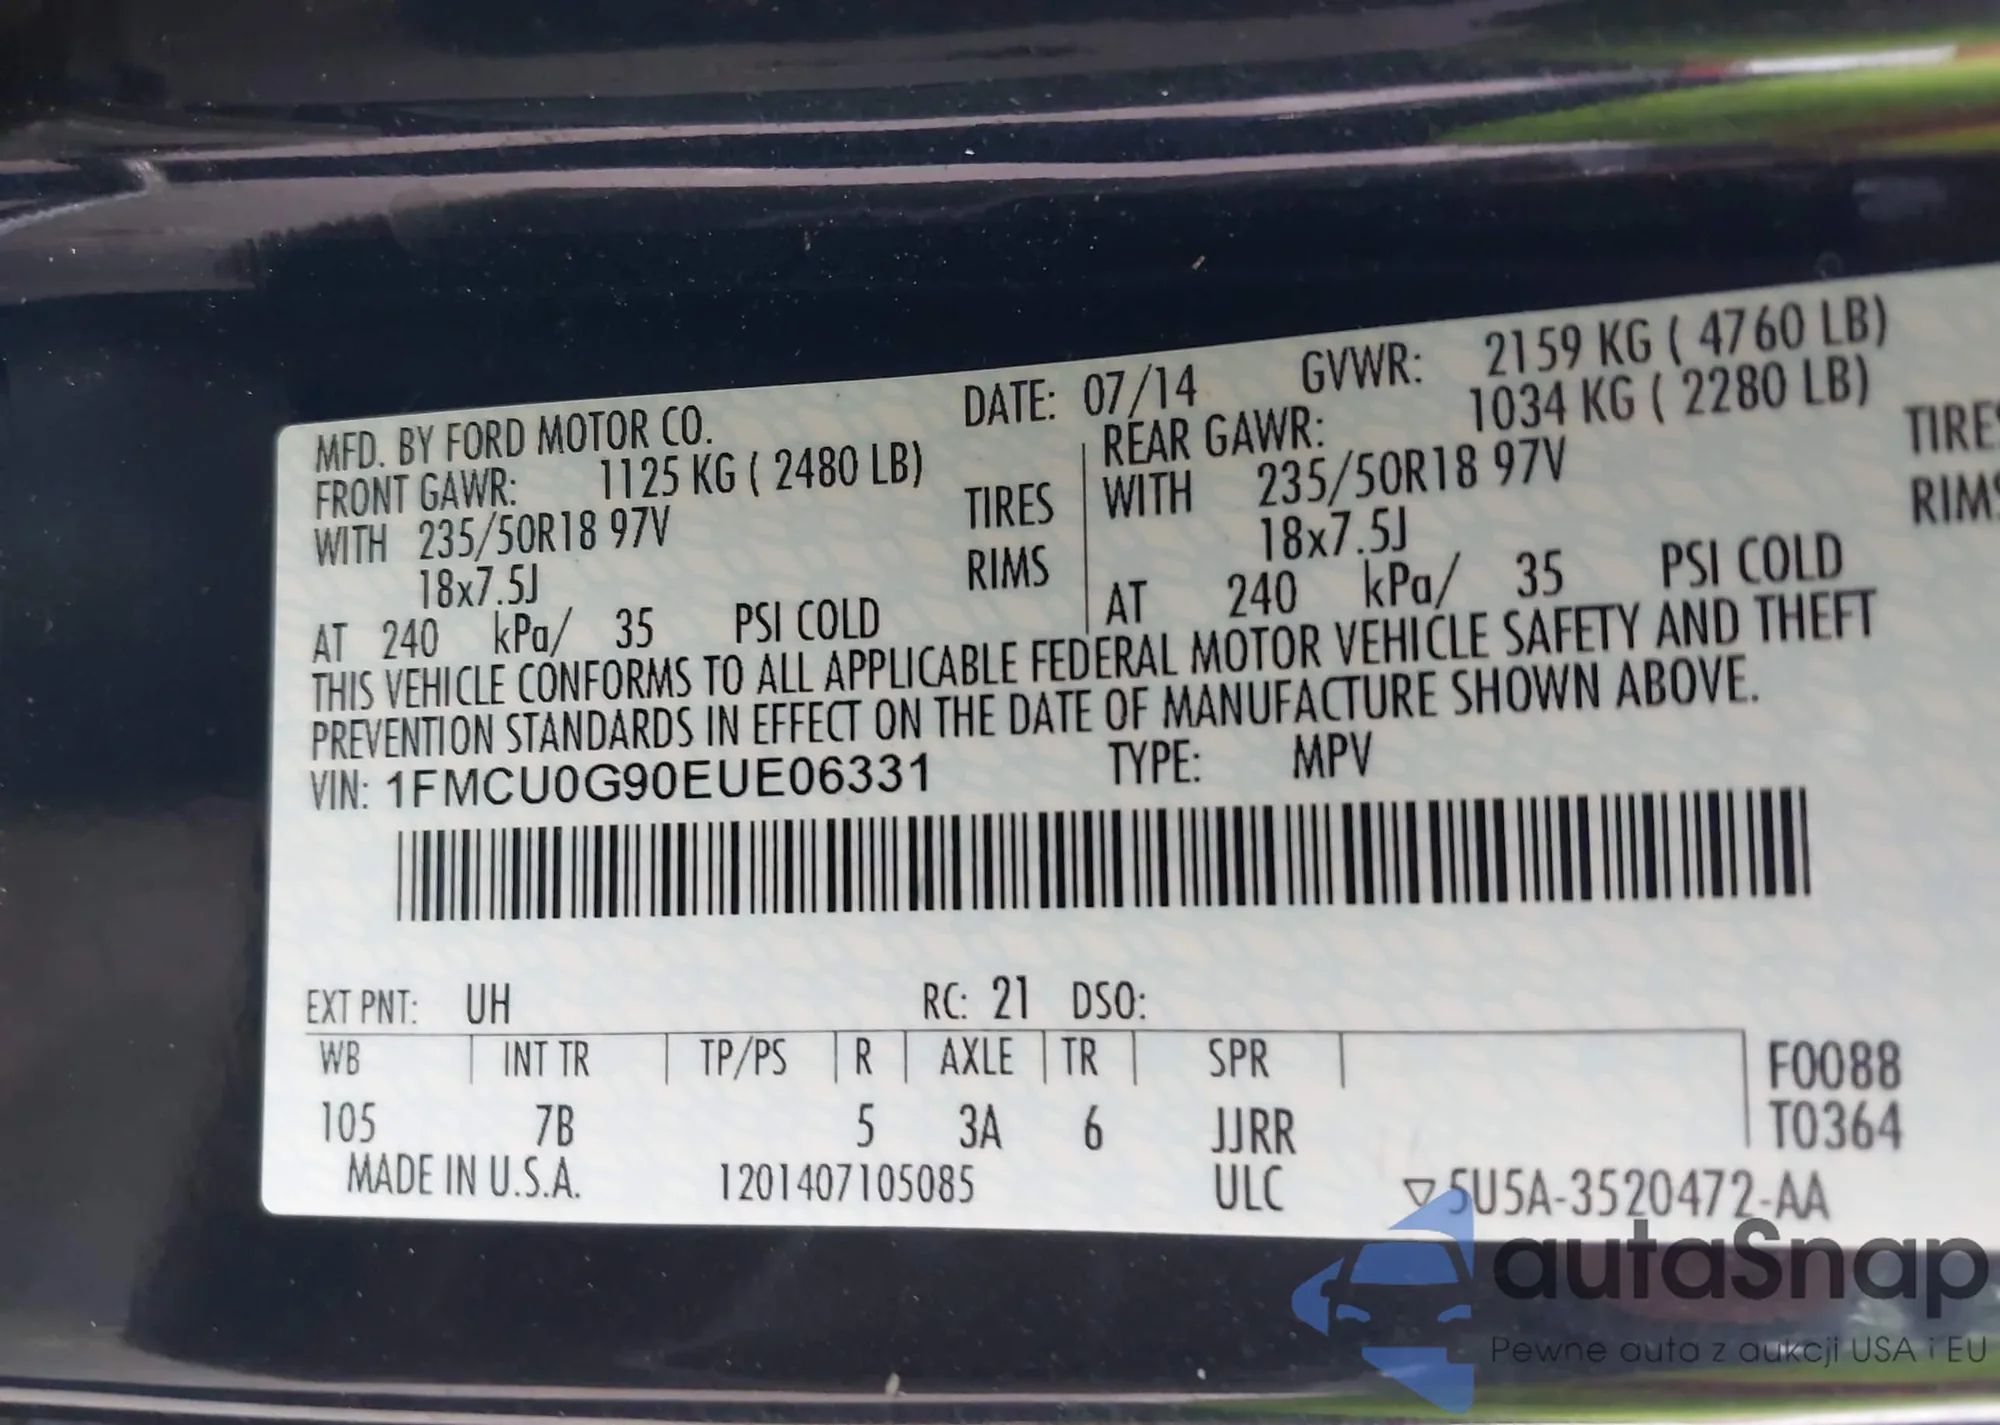 MFD. BY FORD MOTOR CO. DATE: 07/14 GVWR: 2159 KG ( 4760 LB)
FRONT GAWR: 1125 KG ( 2480 LB) REAR GAWR: 1034 KG ( 2280 LB)
WITH 235/50R18 97V TIRES WITH 235/50R18 97V TIRES
18x7.5J RIMS 18x7.5J RIMS
AT 240 kPa/ 35 PSI COLD AT 240 kPa/ 35 PSI COLD
THIS VEHICLE CONFORMS TO ALL APPLICABLE FEDERAL MOTOR VEHICLE SAFETY AND THEFT
PREVENTION STANDARDS IN EFFECT ON THE DATE OF MANUFACTURE SHOWN ABOVE.
VIN: 1FMCU0G90EUE06331 TYPE: MPV
EXT PNT: UH RC: 21 DSO:
WB INT TR TP/PS R AXLE TR SPR F0088
105 7B 5 3A 6 JJRR T0364
MADE IN U.S.A. 1201407105085 ULC ▽5U5A-3520472-AA
autaSnap
Pewne auta z aukcji USA i EU